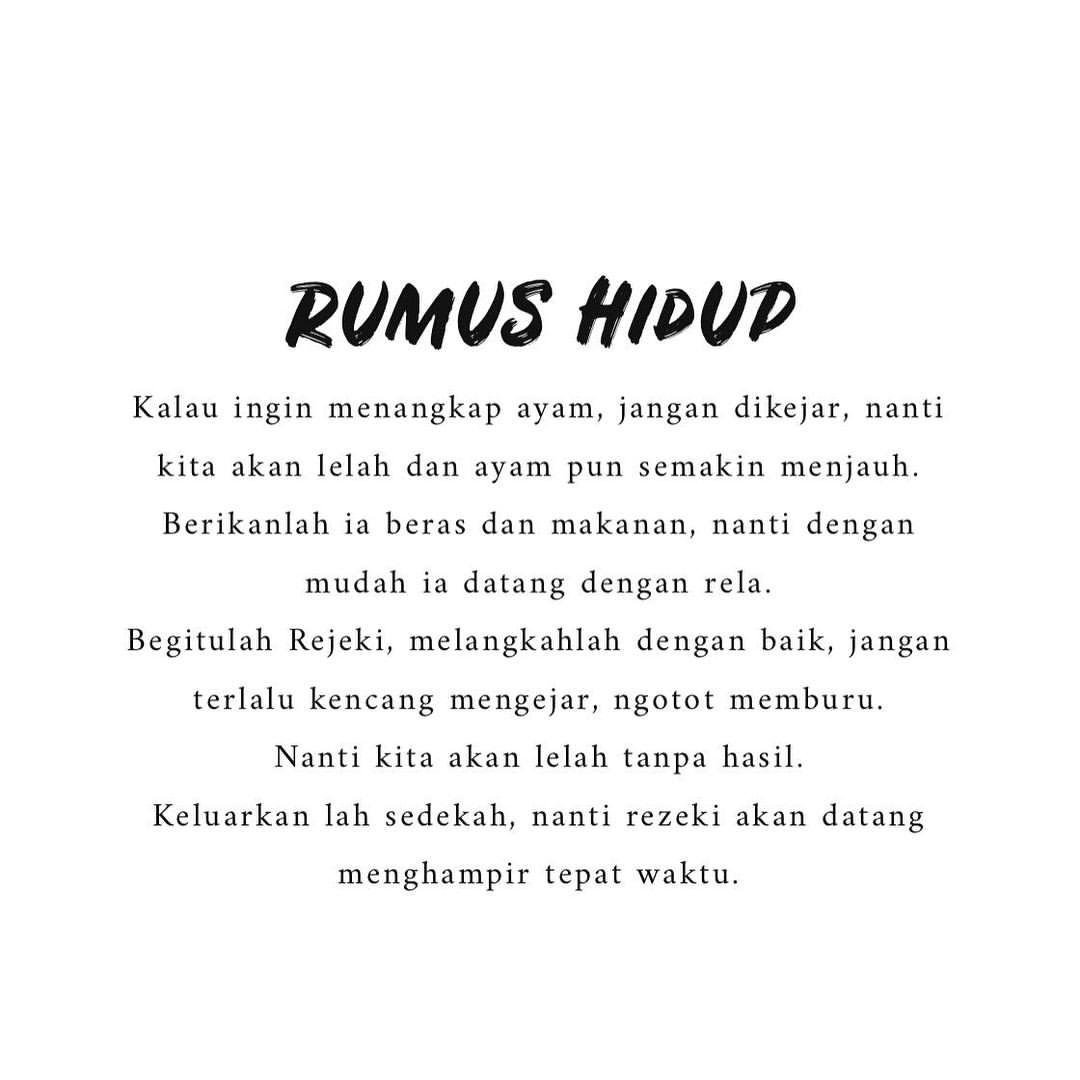 RUMUS HIDUP
Kalau ingin menangkap ayam, jangan dikejar, nanti
kita akan lelah dan ayam pun semakin menjauh.
Berikanlah ia beras dan makanan, nanti dengan
mudah ia datang dengan rela.
Begitulah Rejeki, melangkahlah dengan baik, jangan
terlalu kencang mengejar, ngotot memburu.
Nanti kita akan lelah tanpa hasil.
Keluarkan lah sedekah, nanti rezeki akan datang
menghampir tepat waktu.